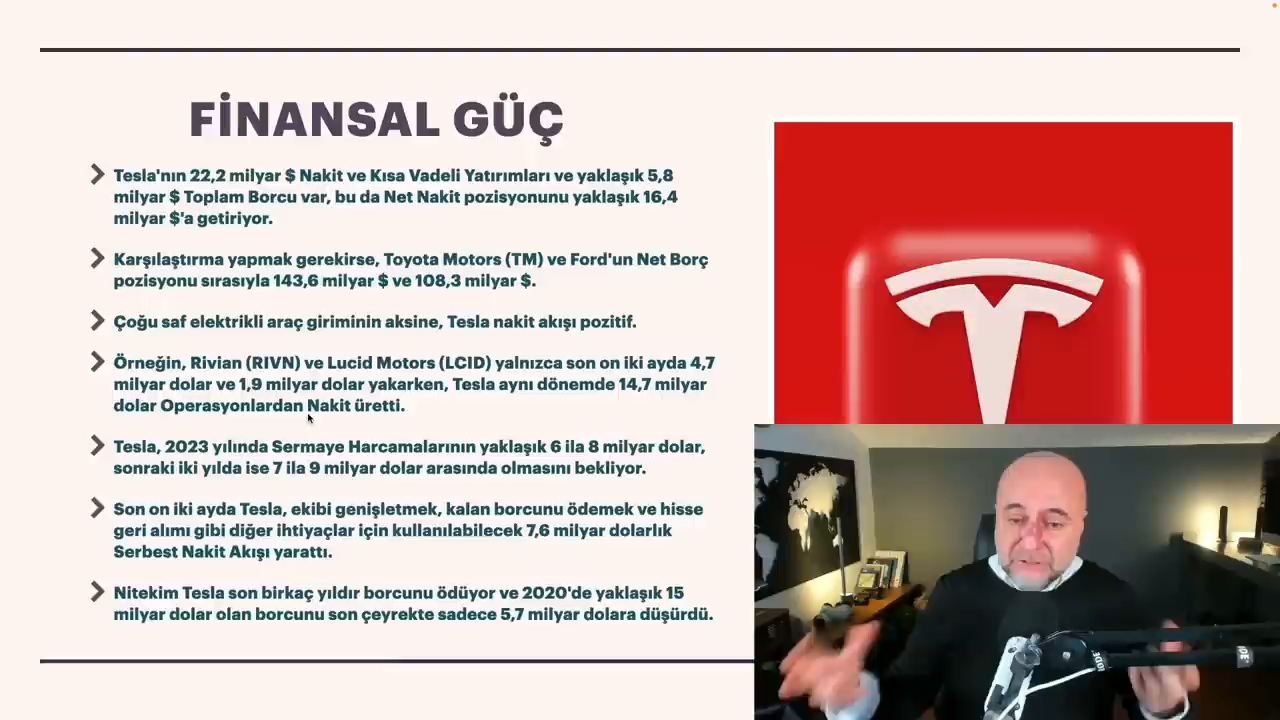 FİNANSAL GÜÇ
Tesla'nın 22,2 milyar $ Nakit ve Kısa Vadeli Yatırımları ve yaklaşık 5,8
milyar $ Toplam Borcu var, bu da Net Nakit pozisyonunu yaklaşık 16,4
milyar $'a getiriyor.
Karşılaştırma yapmak gerekirse, Toyota Motors (TM) ve Ford'un Net Borç
pozisyonu sırasıyla 143,6 milyar $ ve 108,3 milyar $.
Çoğu saf elektrikli araç giriminin aksine, Tesla nakit akışı pozitif.
Örneğin, Rivian (RIVN) ve Lucid Motors (LCID) yalnızca son on iki ayda 4,7
milyar dolar ve 1,9 milyar dolar yakarken, Tesla aynı dönemde 14,7 milyar
dolar Operasyonlardan Nakit üretti.
Tesla, 2023 yılında Sermaye Harcamalarının yaklaşık 6 ila 8 milyar dolar,
sonraki iki yılda ise 7 ila 9 milyar dolar arasında olmasını bekliyor.
Son on iki ayda Tesla, ekibi genişletmek, kalan borcunu ödemek ve hisse
geri alımı gibi diğer ihtiyaçlar için kullanılabilecek 7,6 milyar dolarlık
Serbest Nakit Akışı yarattı.
Nitekim Tesla son birkaç yıldır borcunu ödüyor ve 2020'de yaklaşık 15
milyar dolar olan borcunu son çeyrekte sadece 5,7 milyar dolara düşürdü.